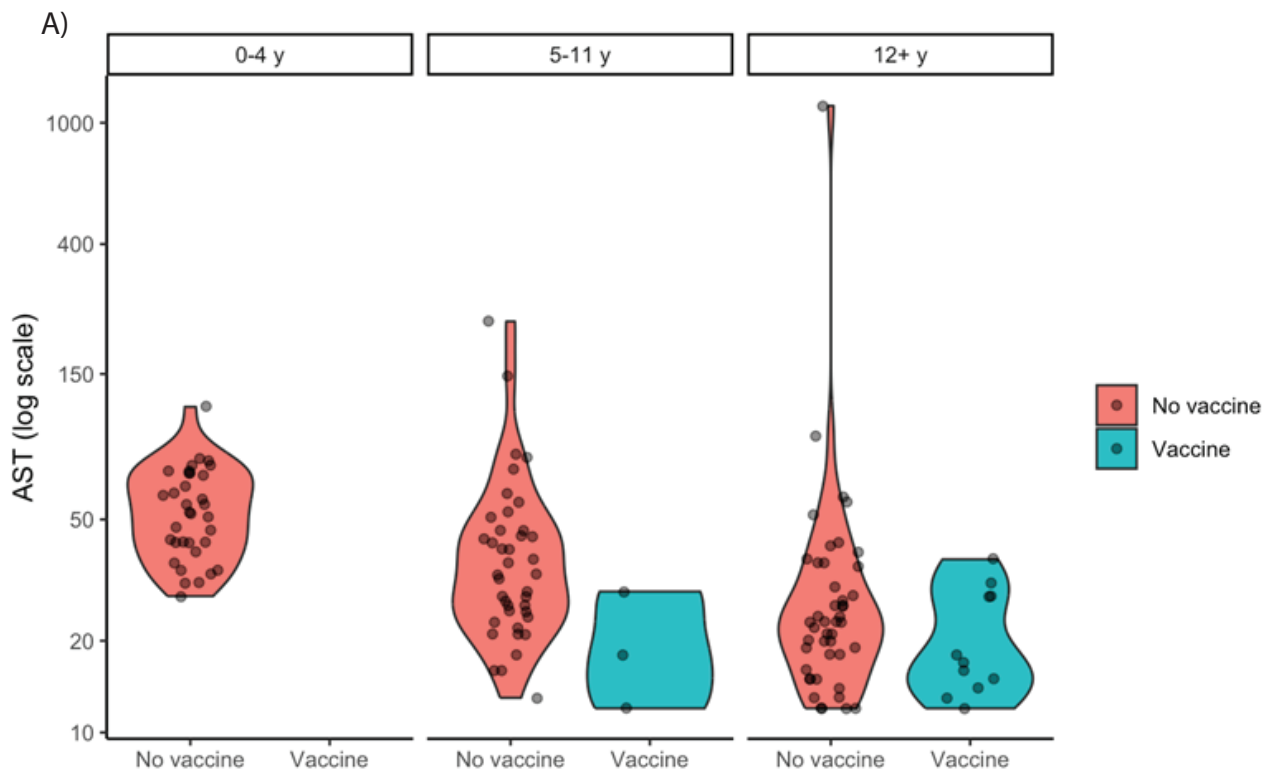 A)
0-4 y
5-11 y
12+ y
AST (log scale)
1000
400
150
50
20
10
No vaccine
Vaccine
No vaccine
Vaccine
No vaccine
Vaccine
No vaccine
Vaccine